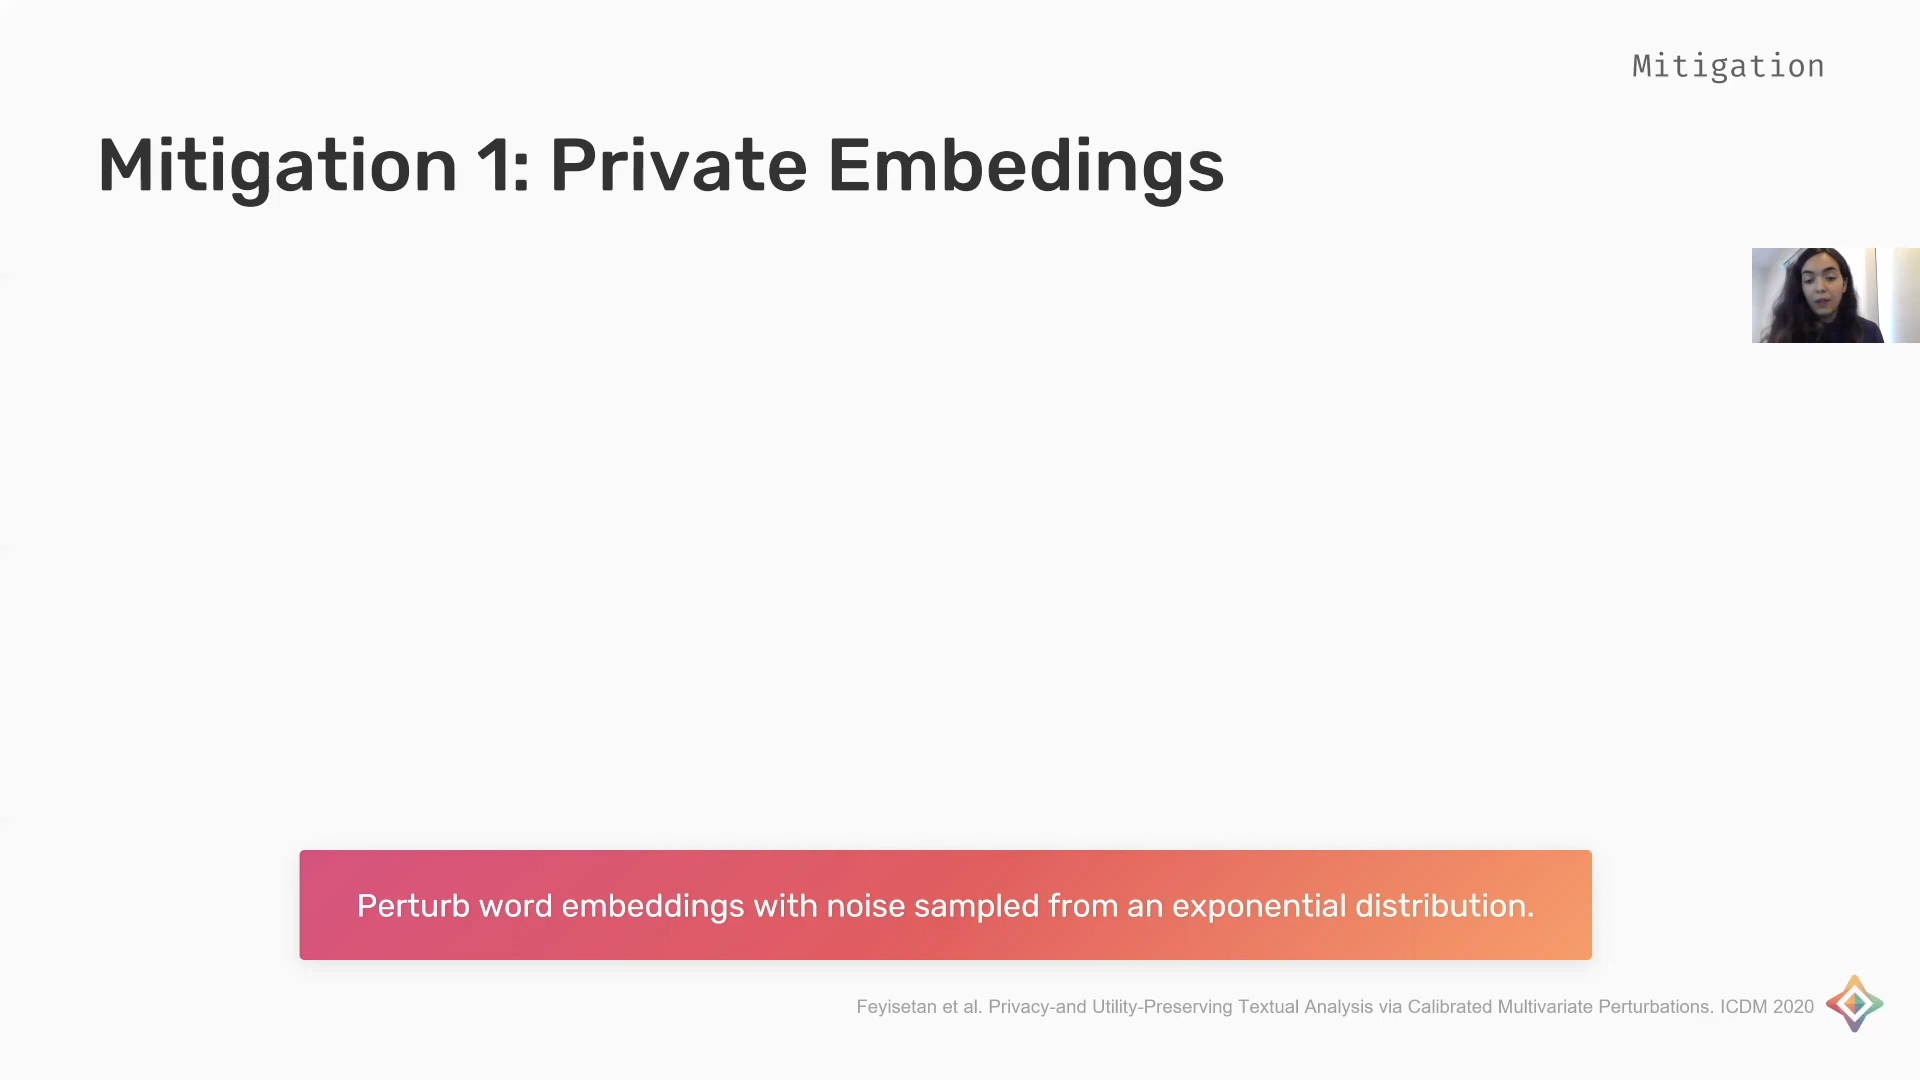 Mitigation
Mitigation 1: Private Embedings
Perturb word embeddings with noise sampled from an exponential distribution.
Feyisetan et al. Privacy-and Utility-Preserving Textual Analysis via Calibrated Multivariate Perturbations. ICDM 2020